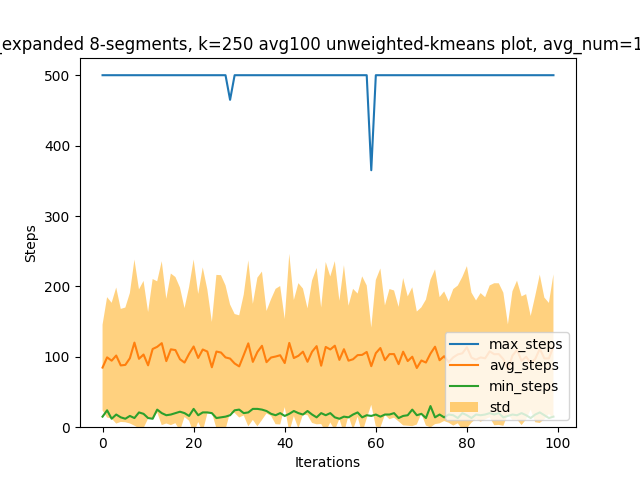 _expanded 8-segments, k=250 avg100 unweighted-kmeans plot, avg_num=1
500
400
300
200
100
0
Steps
max_steps
avg_steps
min_steps
std
0 20 40 60 80 100
Iterations